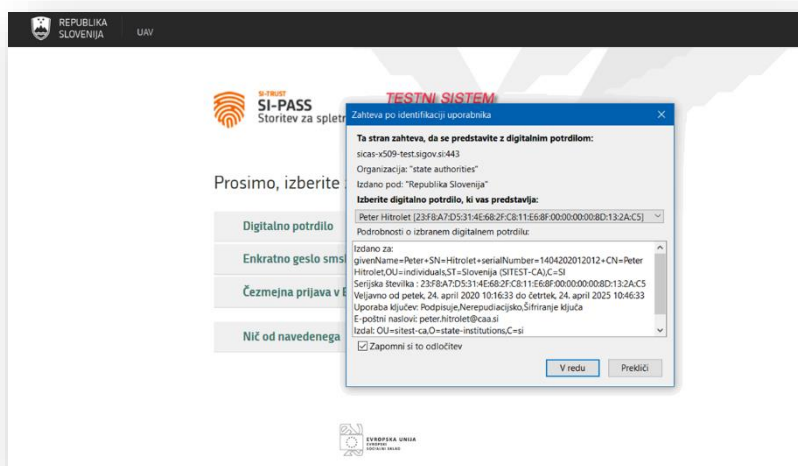 REPUBLIKA
SLOVENIJA
UAV
SI-TRUST
SI-PASS
Storitev za spletn
TESTNI SISTEM
Prosimo, izberite
Digitalno potrdilo
Enkratno geslo smsl
Čezmejna prijava v E
Nič od navedenega
Zahteva po identifikaciji uporabnika
Ta stran zahteva, da se predstavite z digitalnim potrdilom:
sicas-x509-test.sigov.si:443
Organizacija: "state authorities"
Izdano pod: "Republika Slovenija"
Izberite digitalno potrdilo, ki vas predstavlja:
Peter Hitrolet [23:F8:A7:D5:31:4E:68:2F:C8:11:E6:8F:00:00:00:00:8D:13:2A:C5]
Podrobnosti o izbranem digitalnem potrdilu:
Izdano za:
givenName=Peter+SN=Hitrolet+serialNumber=1404202012012+CN=Peter
Hitrolet,OU=individuals,ST=Slovenija (SITEST-CA),C=SI
Serijska številka : 23:F8:A7:D5:31:4E:68:2F:C8:11:E6:8F:00:00:00:00:8D:13:2A:C5
Veljavno od petek, 24. april 2020 10:16:33 do četrtek, 24. april 2025 10:46:33
Uporaba ključev: Podpisuje,Nerepudiacijsko,Šifriranje ključa
E-poštni naslovi: peter.hitrolet@caa.si
Izdal: OU=sitest-ca,O=state-institutions,C=si
Zapomni si to odločitev
V redu
Prekliči
EVROPSKA UNIJA
EVROPSKI
SOCIALNI SKLAD